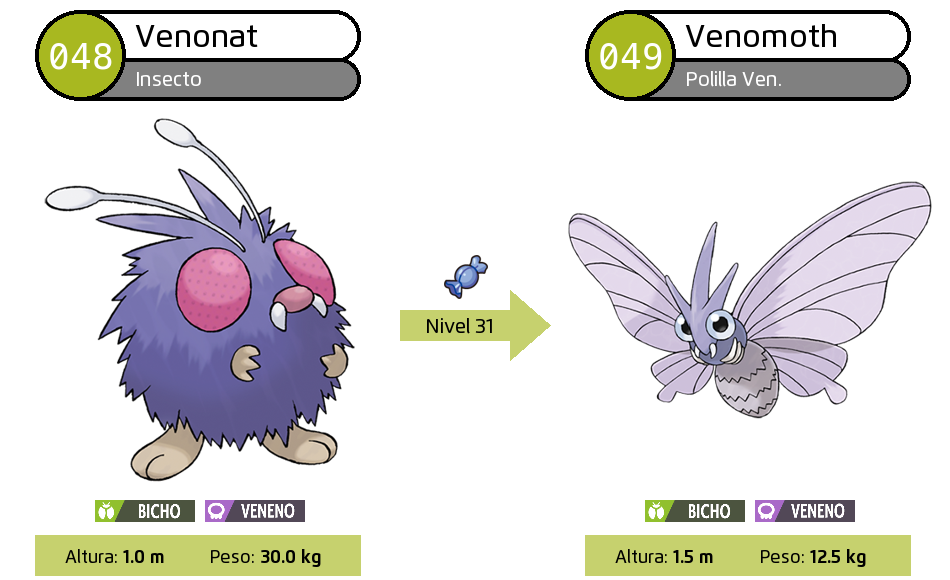 048
Venonat
Insecto
049
Venomoth
Polilla Ven.
Nivel 31
BICHO
VENENO
BICHO
VENENO
Altura: 1.0 m
Peso: 30.0 kg
Altura: 1.5 m
Peso: 12.5 kg